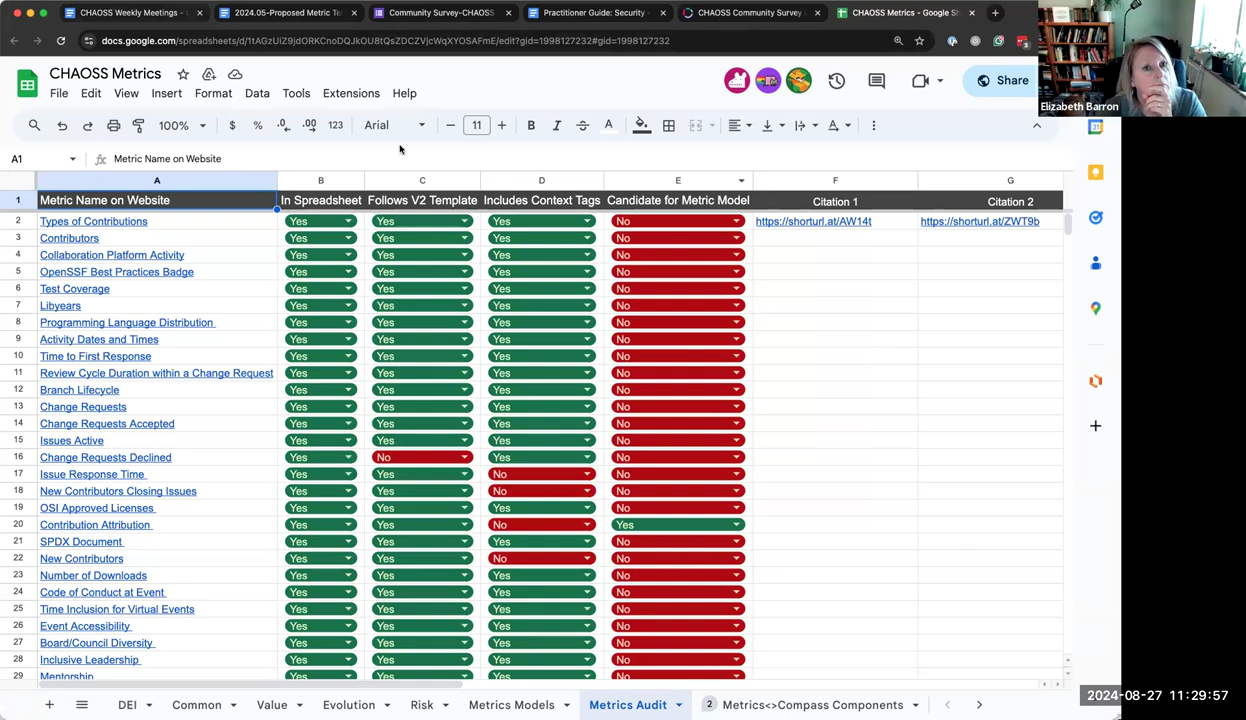 CHAOSS Weekly Meetings -
2024.05-Proposed Metric Te
Community Survey-CHAOSS
Practitioner Guide: Security -
CHAOSS Community Survey
CHAOSS Metrics - Google Sh
docs.google.com/spreadsheets/d/1tAGzUiZ9jdORKCnoDQJkOU8tQsZDCZVjcWqXYOSAFmE/edit?gid=1998127232#gid=1998127232
3
CHAOSS Metrics
File Edit View Insert Format Data Tools Extensions Help
Share
Elizabeth Barron
100% $ % .0 .00 123 Arial 11 B I S A
31
A1 fx Metric Name on Website
A B C D E F G
1 Metric Name on Website In Spreadsheet Follows V2 Template Includes Context Tags Candidate for Metric Model Citation 1 Citation 2
2 Types of Contributions Yes Yes Yes No https://shorturl.at/AW14t https://shorturl.at/ZWT9b
3 Contributors Yes Yes Yes No
4 Collaboration Platform Activity Yes Yes Yes No
5 OpenSSF Best Practices Badge Yes Yes Yes No
6 Test Coverage Yes Yes Yes No
7 Libyears Yes Yes Yes No
8 Programming Language Distribution Yes Yes Yes No
9 Activity Dates and Times Yes Yes Yes No
10 Time to First Response Yes Yes Yes No
11 Review Cycle Duration within a Change Request Yes Yes Yes No
12 Branch Lifecycle Yes Yes Yes No
13 Change Requests Yes Yes Yes No
14 Change Requests Accepted Yes Yes Yes No
15 Issues Active Yes Yes Yes No
16 Change Requests Declined Yes No Yes No
17 Issue Response Time Yes Yes No No
18 New Contributors Closing Issues Yes Yes No No
19 OSI Approved Licenses Yes Yes Yes No
20 Contribution Attribution Yes Yes No Yes
21 SPDX Document Yes Yes Yes No
22 New Contributors Yes Yes No No
23 Number of Downloads Yes Yes Yes No
24 Code of Conduct at Event Yes Yes Yes No
25 Time Inclusion for Virtual Events Yes Yes Yes No
26 Event Accessibility Yes Yes Yes No
27 Board/Council Diversity Yes Yes Yes No
28 Inclusive Leadership Yes Yes Yes No
29 Mentorship Yes Yes Yes No
DEI Common Value Evolution Risk Metrics Models Metrics Audit 2 Metrics<>Compass Components
2024-08-27 11:29:57